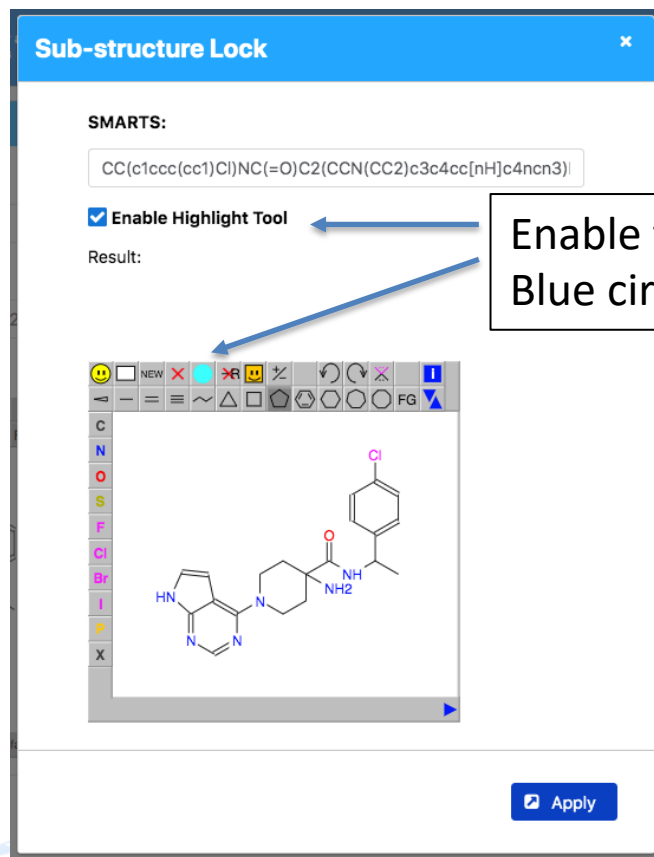 Sub-structure Lock ×
SMARTS:
CC(c1ccc(cc1)Cl)NC(=O)C2(CCN(CC2)c3c4cc[nH]c4ncn3)
Enable Highlight Tool
Enable
Blue
Result:
NEW R +/- i
FG
C
N
O
S
F
Cl
Br
I
P
X
Cl
O
NH
NH2
N
HN
N
N
Apply